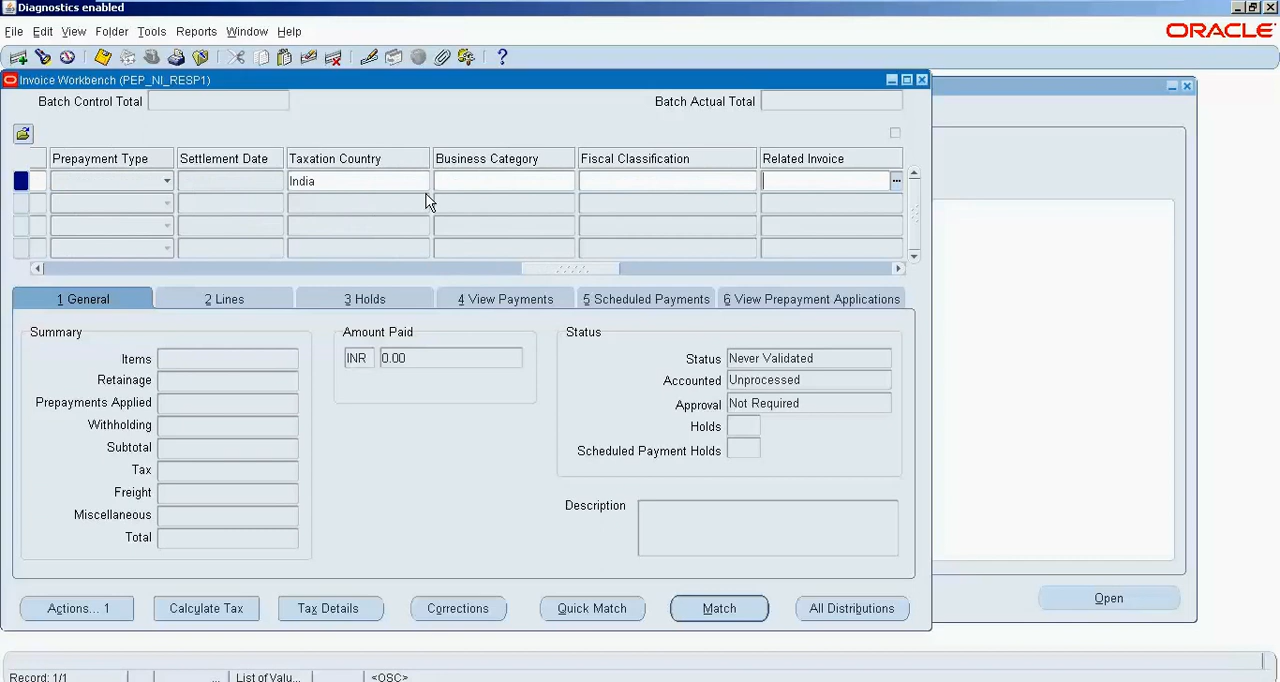 Diagnostics enabled
File Edit View Folder Tools Reports Window Help
ORACLE
Invoice Workbench (PEP_NI_RESP1)
Batch Control Total
Batch Actual Total
Prepayment Type Settlement Date Taxation Country Business Category Fiscal Classification Related Invoice
India
1 General 2 Lines 3 Holds 4 View Payments 5 Scheduled Payments 6 View Prepayment Applications
Summary
Items
Retainage
Prepayments Applied
Withholding
Subtotal
Tax
Freight
Miscellaneous
Total
Amount Paid
INR 0.00
Status
Status Never Validated
Accounted Unprocessed
Approval Not Required
Holds
Scheduled Payment Holds
Description
Actions... 1 Calculate Tax Tax Details Corrections Quick Match Match All Distributions
Open
Record: 1/1 ... List of Valu... <OSC>